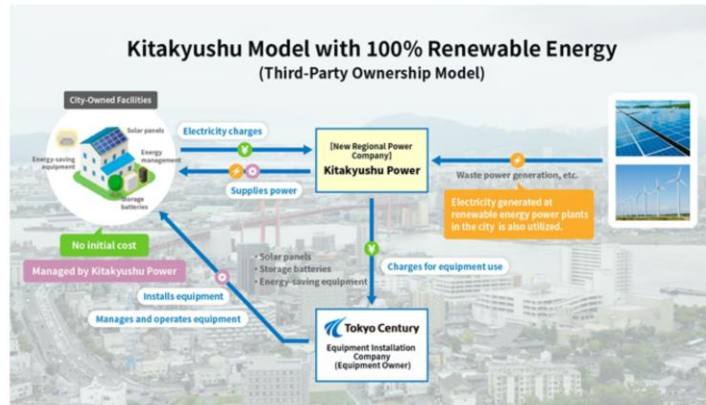 Kitakyushu Model with 100% Renewable Energy
(Third-Party Ownership Model)
City-Owned Facilities
Solar panels
Energy-saving
equipment
Energy
management
Storage
batteries
No initial cost
Managed by Kitakyushu Power
Electricity charges
¥
Supplies power
[New Regional Power
Company]
Kitakyushu Power
Waste power generation, etc.
Electricity generated at
renewable energy power plants
in the city is also utilized.
¥
Charges for equipment use
• Solar panels
• Storage batteries
• Energy-saving equipment
Installs equipment
Manages and operates equipment
Tokyo Century
Equipment Installation
Company
(Equipment Owner)